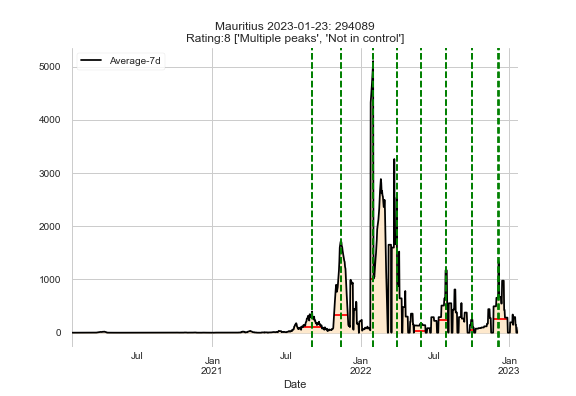 Mauritius 2023-01-23: 294089
Rating:8 ['Multiple peaks', 'Not in control']
Average-7d
5000
4000
3000
2000
1000
0
Jul
Jan
2021
Jul
Jan
2022
Jul
Jan
2023
Date